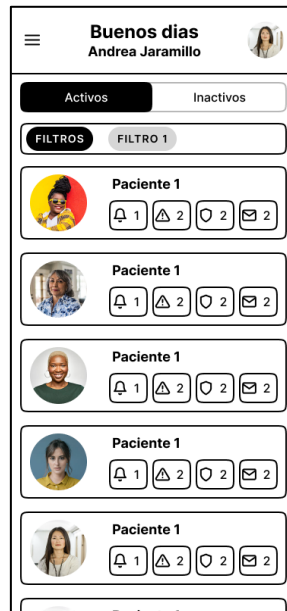 Buenos dias
Andrea Jaramillo
Activos Inactivos
FILTROS FILTRO 1
Paciente 1
1 2 2 2
Paciente 1
1 2 2 2
Paciente 1
1 2 2 2
Paciente 1
1 2 2 2
Paciente 1
1 2 2 2